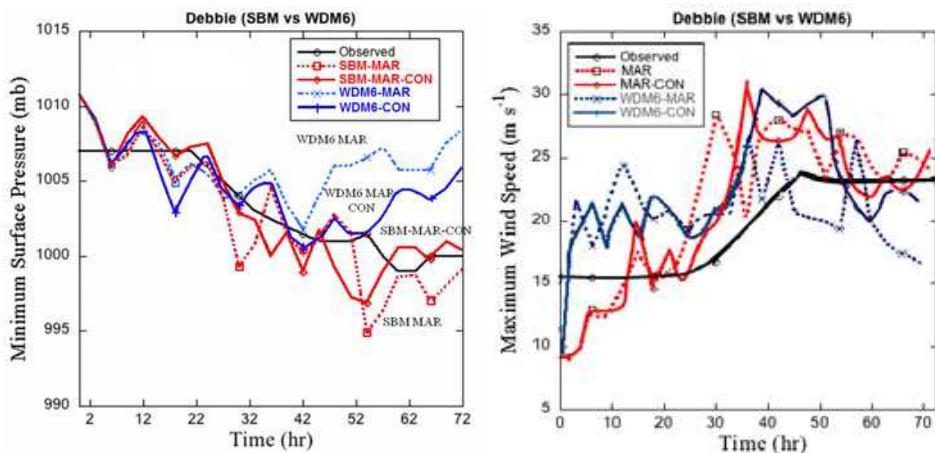 Debbie (SBM vs WDM6)
Minimum Surface Pressure (mb)
1015
1010
1005
1000
995
990
Observed
SBM-MAR
SBM-MAR-CON
WDM6-MAR
WDM6-CON
WDM6 MAR
WDM6 MAR
CON
SBM-MAR-CON
SBM MAR
2 12 22 32 42 52 62 72
Time (hr)
Debbie (SBM vs WDM6)
Maximum Wind Speed (m s-1)
35
30
25
20
15
10
5
Observed
MAR
MAR-CON
WDM6-MAR
WDM6-CON
0 10 20 30 40 50 60 70
Time (hr)